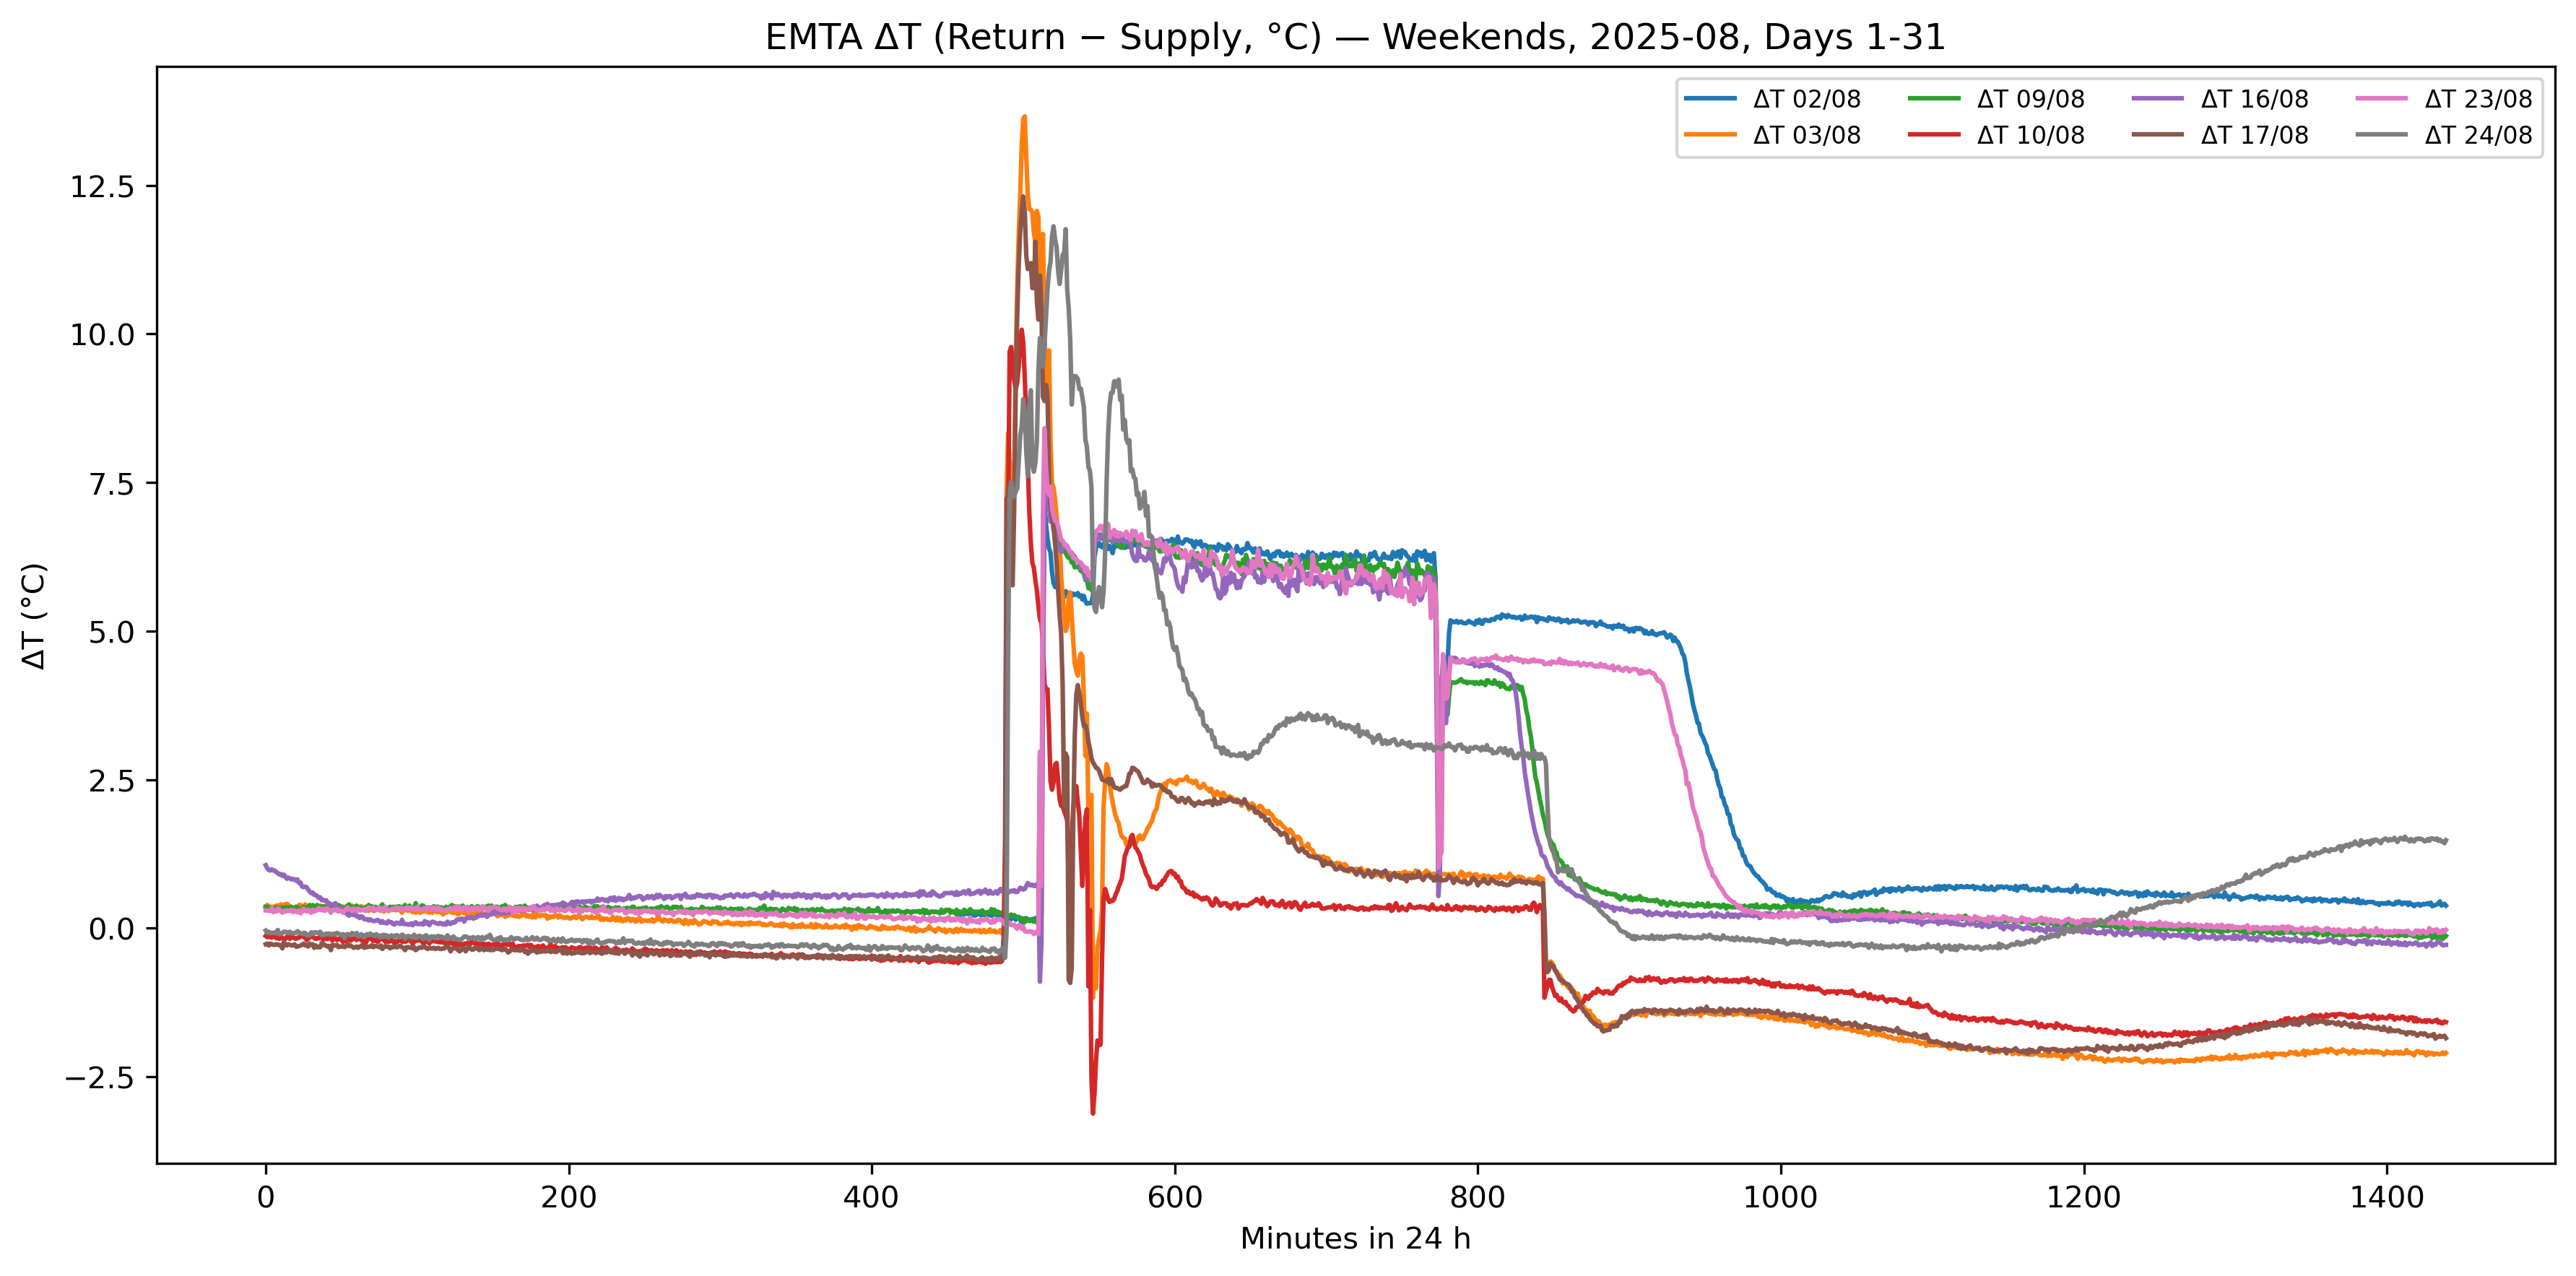 EMTA ΔT (Return − Supply, °C) — Weekends, 2025-08, Days 1-31
ΔT 02/08 ΔT 09/08 ΔT 16/08 ΔT 23/08
ΔT 03/08 ΔT 10/08 ΔT 17/08 ΔT 24/08
12.5
10.0
7.5
5.0
2.5
0.0
−2.5
ΔT (°C)
0 200 400 600 800 1000 1200 1400
Minutes in 24 h